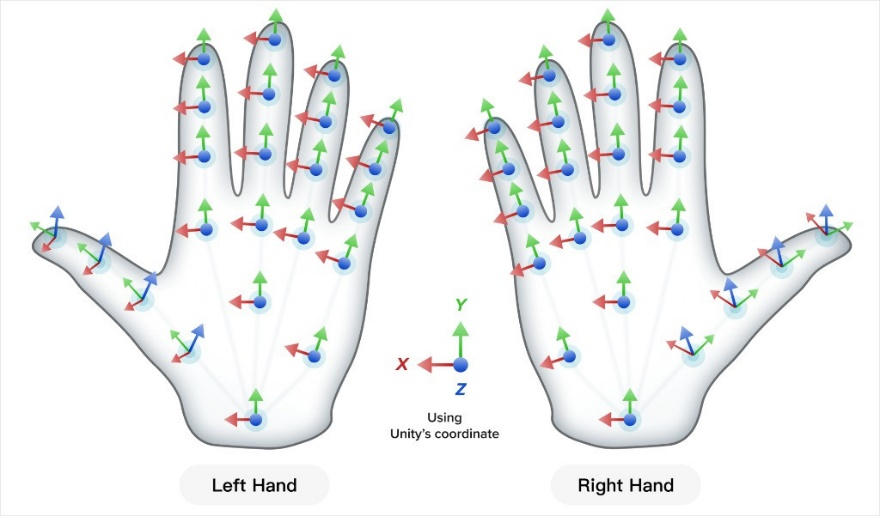 Y
X
Z
Using
Unity's coordinate
Left Hand
Right Hand